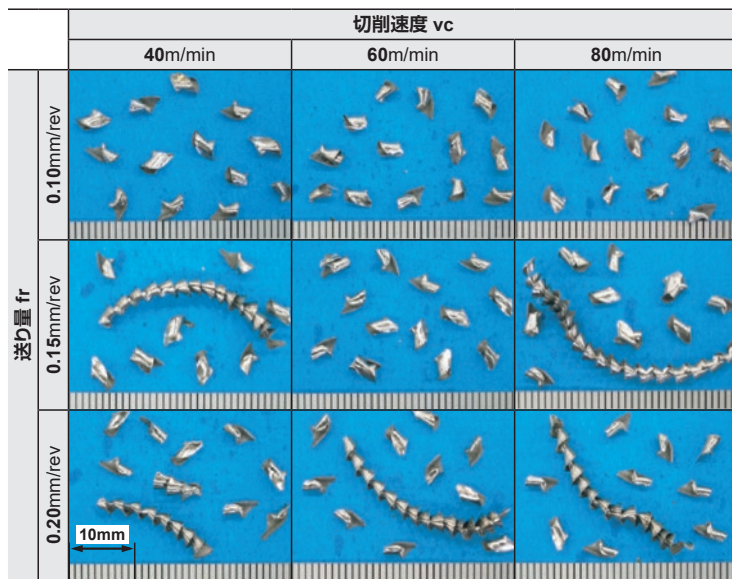 切削速度 vc
40m/min
60m/min
80m/min
送り量 fr
0.10mm/rev
0.15mm/rev
0.20mm/rev
10mm